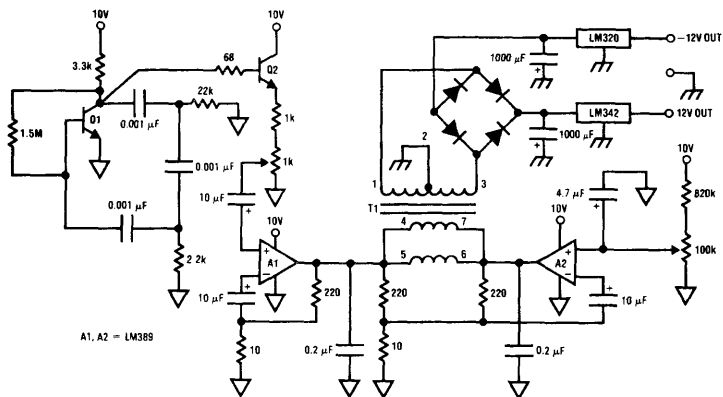 10V
10V
3.3k
68
Q2
Q1
1.5M
0.001 µF
22k
1k
1k
0.001 µF
0.001 µF
10 µF
+
2 2k
10V
+
A1
−
10 µF
+
220
10
0.2 µF
A1, A2 = LM389
−12V OUT
LM320
1000 µF
+
LM342
12V OUT
1000 µF
+
2
1
3
T1
4
7
5
6
220
220
10
0.2 µF
4.7 µF
+
10V
10V
820k
100k
+
A2
−
+
10 µF